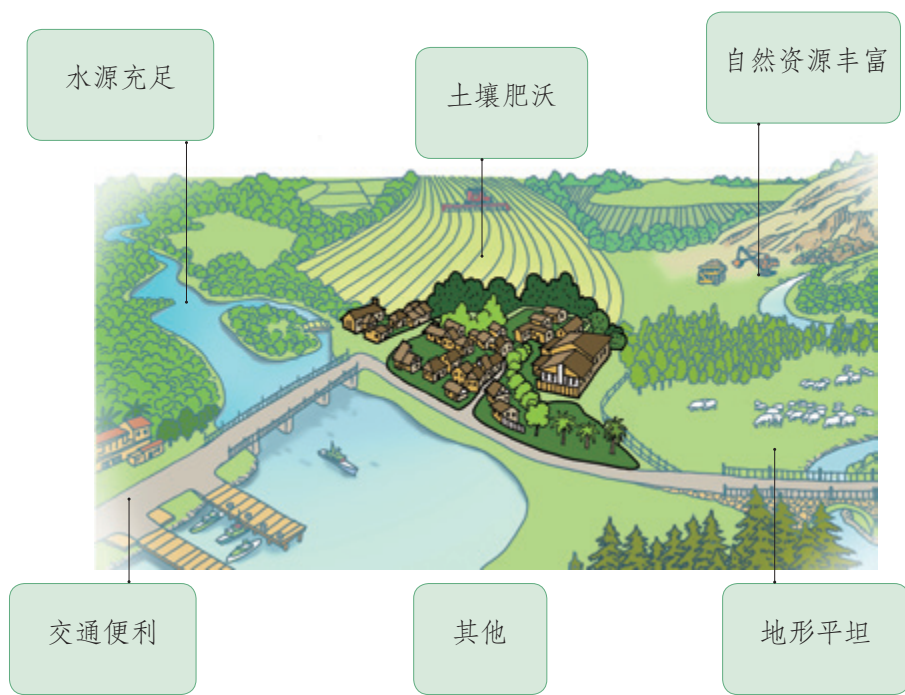 水源充足
土壤肥沃
自然资源丰富
交通便利
其他
地形平坦